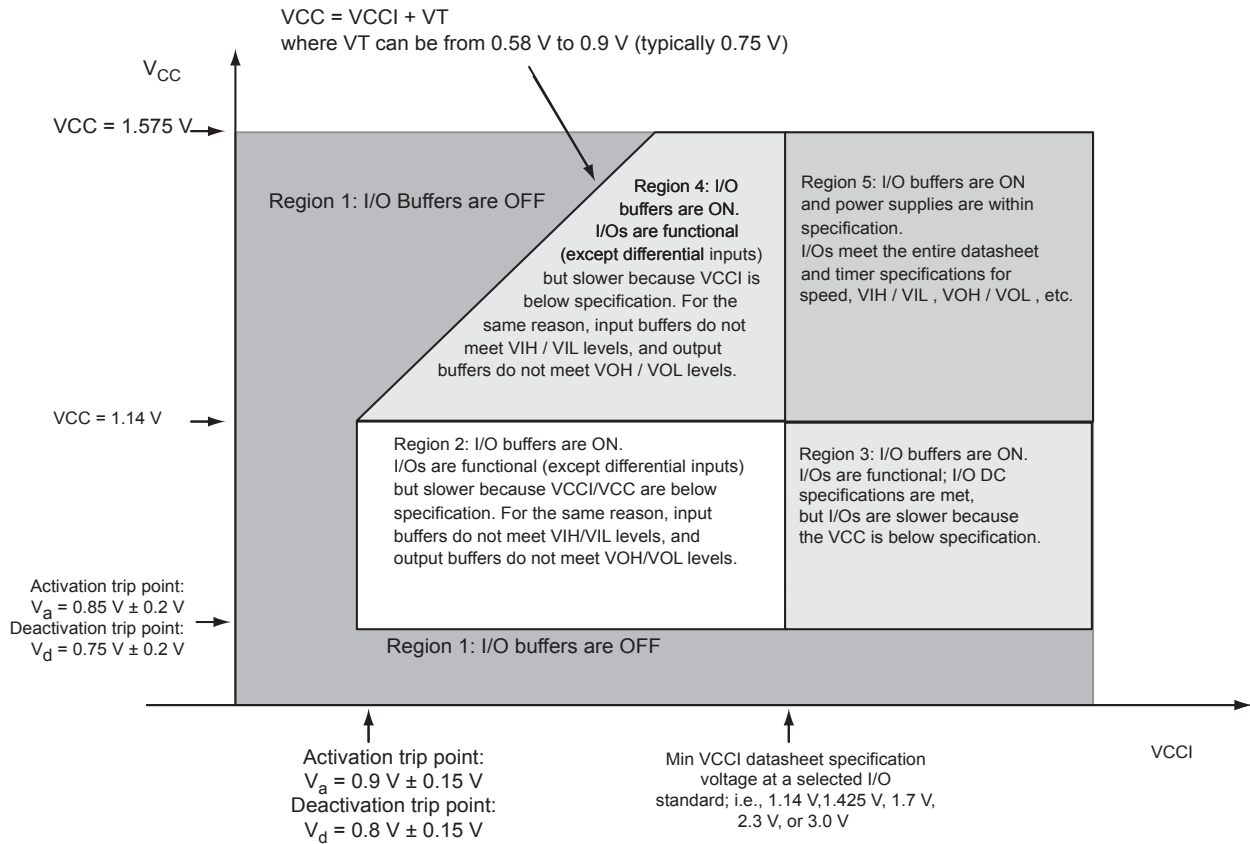 VCC = VCCI + VT
where VT can be from 0.58 V to 0.9 V (typically 0.75 V)
VCC
VCC = 1.575 V
Region 1: I/O Buffers are OFF
Region 4: I/O
buffers are ON.
I/Os are functional
(except differential inputs)
but slower because VCCI is
below specification. For the
same reason, input buffers do not
meet VIH / VIL levels, and output
buffers do not meet VOH / VOL levels.
Region 5: I/O buffers are ON
and power supplies are within
specification.
I/Os meet the entire datasheet
and timer specifications for
speed, VIH / VIL , VOH / VOL , etc.
VCC = 1.14 V
Region 2: I/O buffers are ON.
I/Os are functional (except differential inputs)
but slower because VCCI/VCC are below
specification. For the same reason, input
buffers do not meet VIH/VIL levels, and
output buffers do not meet VOH/VOL levels.
Region 3: I/O buffers are ON.
I/Os are functional; I/O DC
specifications are met,
but I/Os are slower because
the VCC is below specification.
Activation trip point:
Va = 0.85 V ± 0.2 V
Deactivation trip point:
Vd = 0.75 V ± 0.2 V
Region 1: I/O buffers are OFF
Activation trip point:
Va = 0.9 V ± 0.15 V
Deactivation trip point:
Vd = 0.8 V ± 0.15 V
Min VCCI datasheet specification
voltage at a selected I/O
standard; i.e., 1.14 V,1.425 V, 1.7 V,
2.3 V, or 3.0 V
VCCI